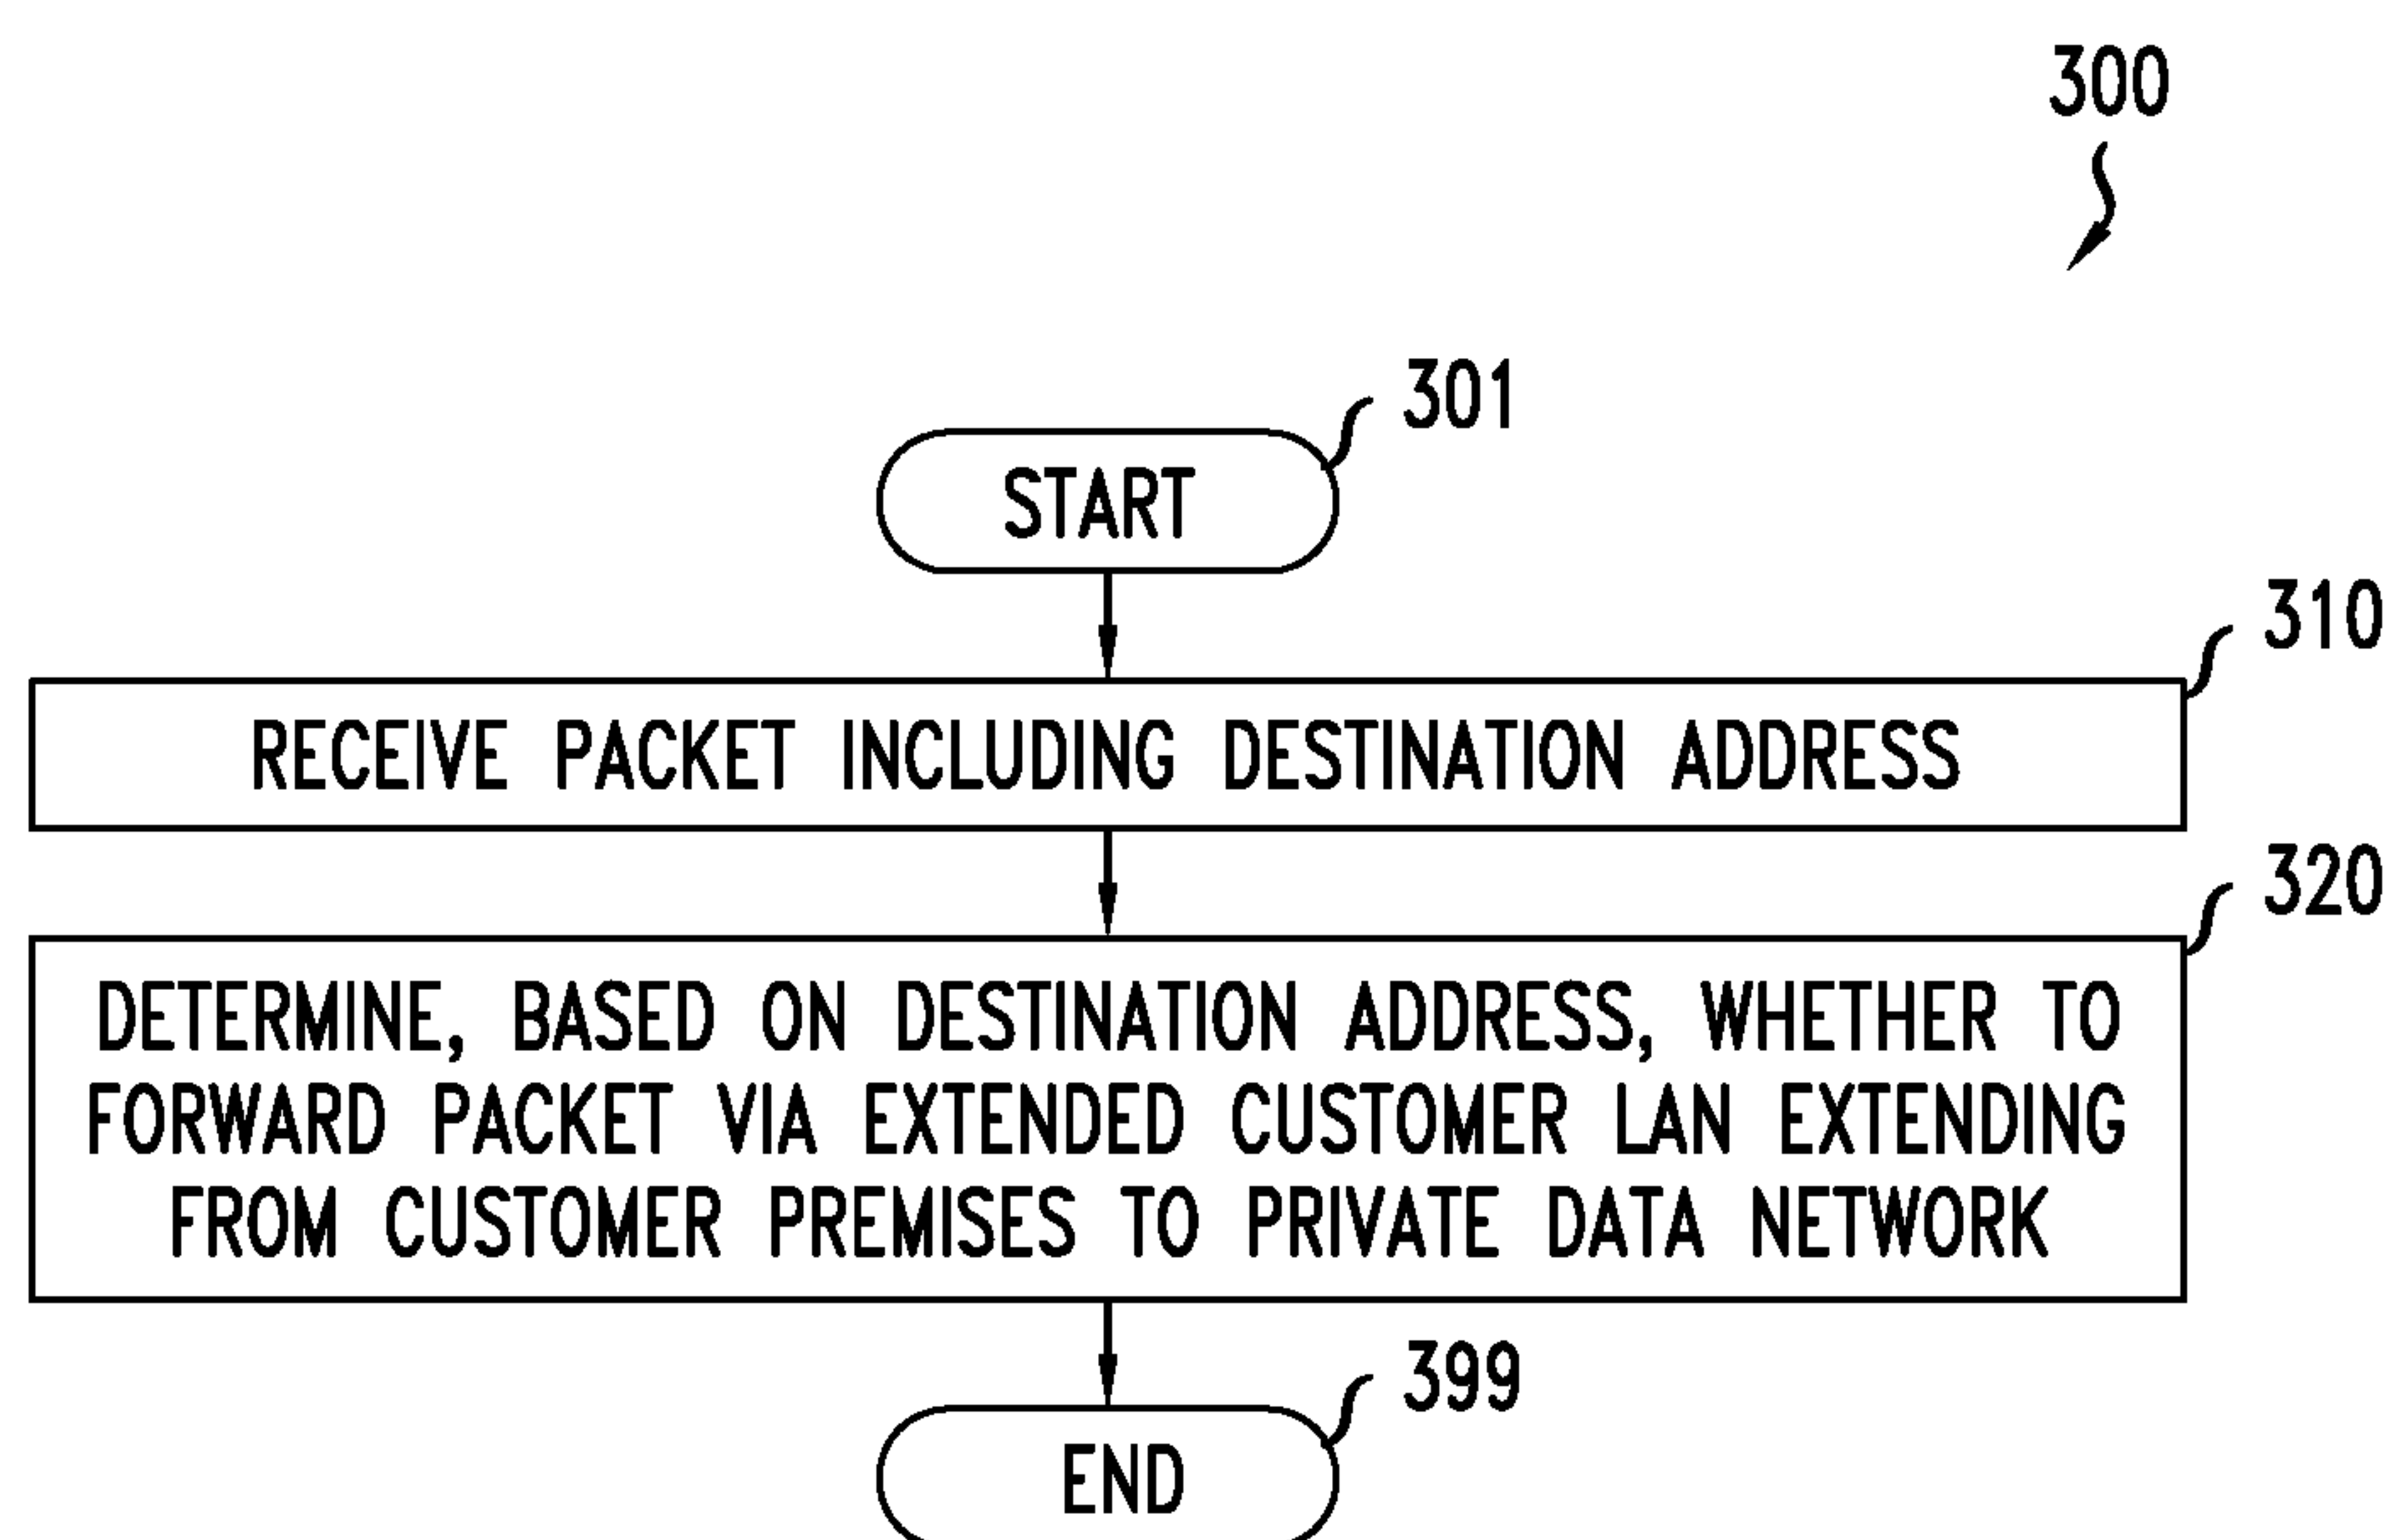 300
301
START
310
RECEIVE PACKET INCLUDING DESTINATION ADDRESS
320
DETERMINE, BASED ON DESTINATION ADDRESS, WHETHER TO
FORWARD PACKET VIA EXTENDED CUSTOMER LAN EXTENDING
FROM CUSTOMER PREMISES TO PRIVATE DATA NETWORK
399
END